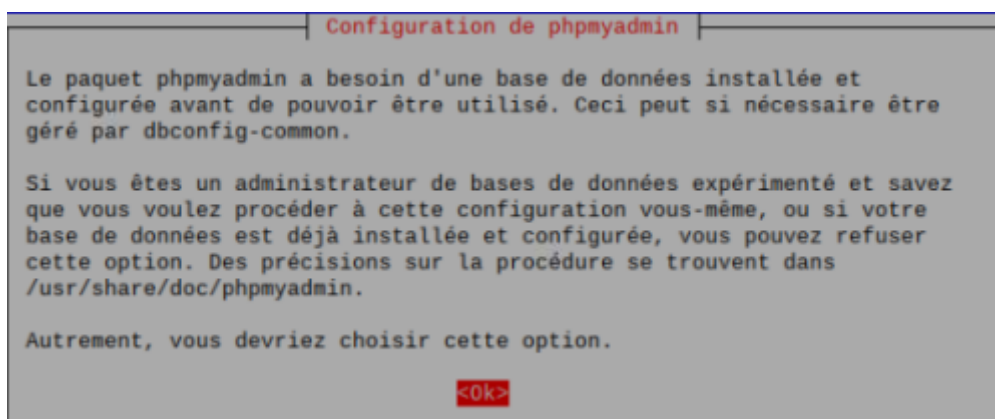 Configuration de phpmyadmin
Le paquet phpmyadmin a besoin d'une base de données installée et
configurée avant de pouvoir être utilisé. Ceci peut si nécessaire être
géré par dbconfig-common.
Si vous êtes un administrateur de bases de données expérimenté et savez
que vous voulez procéder à cette configuration vous-même, ou si votre
base de données est déjà installée et configurée, vous pouvez refuser
cette option. Des précisions sur la procédure se trouvent dans
/usr/share/doc/phpmyadmin.
Autrement, vous devriez choisir cette option.
<Ok>